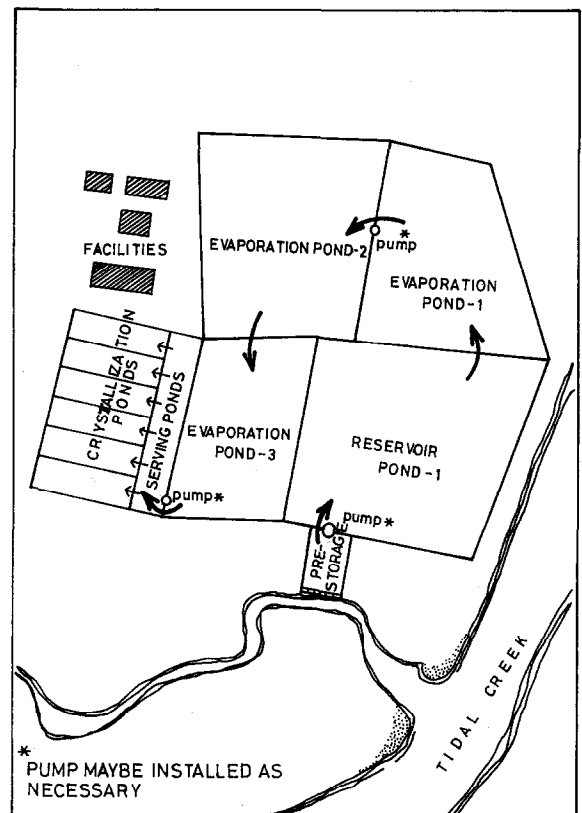 FACILITIES
EVAPORATION POND-2
pump*
EVAPORATION
POND-1
CRYSTALLIZATION
PONDS
SERVING PONDS
EVAPORATION
POND-3
RESERVOIR
POND-1
pump*
pump*
PRE-
STORAGE
TIDAL CREEK
*
PUMP MAYBE INSTALLED AS
NECESSARY